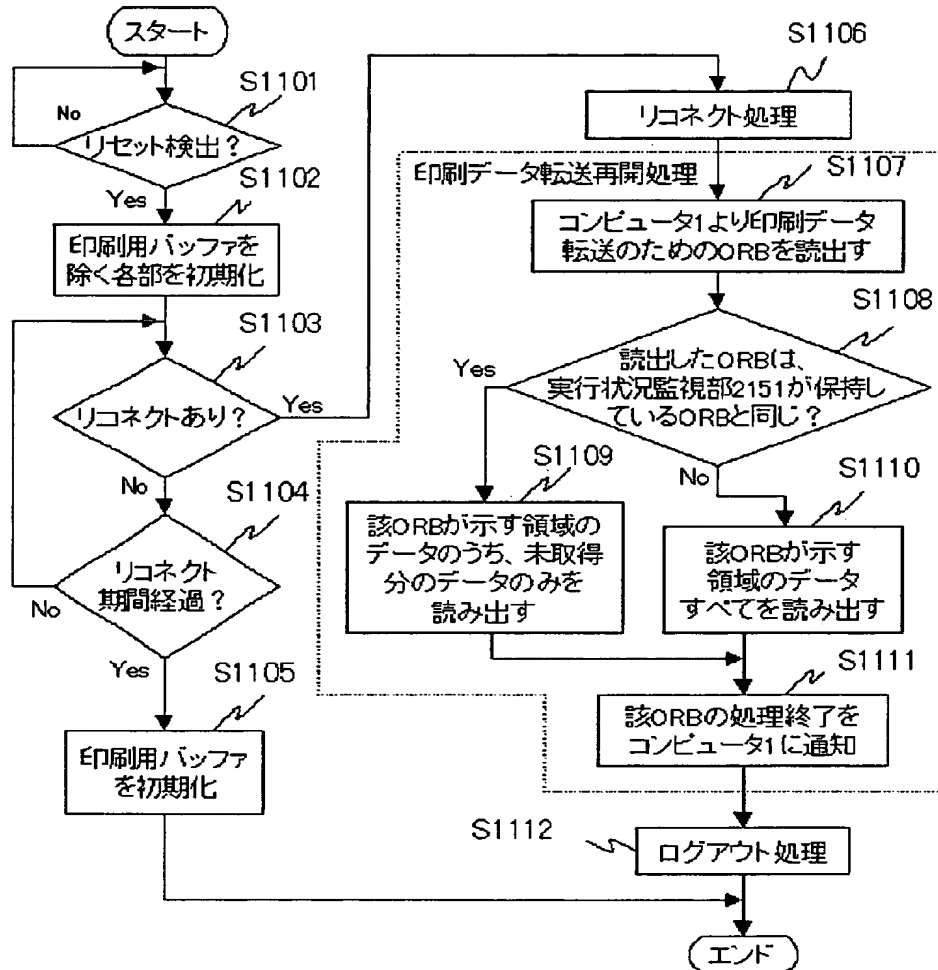 スタート
S1101
No
リセット検出?
S1102
Yes
印刷用バッファを
除く各部を初期化
S1103
リコネクトあり?
Yes
No
S1104
リコネクト
期間経過?
No
Yes
S1105
印刷用バッファ
を初期化
S1106
リコネクト処理
印刷データ転送再開処理
S1107
コンピュータ1より印刷データ
転送のためのORBを読出す
S1108
Yes
読出したORBは、
実行状況監視部2151が保持し
ているORBと同じ?
No
S1109
該ORBが示す領域の
データのうち、未取得
分のデータのみを
読み出す
S1110
該ORBが示す
領域のデータ
すべてを読み出す
S1111
該ORBの処理終了を
コンピュータ1に通知
S1112
ログアウト処理
エンド